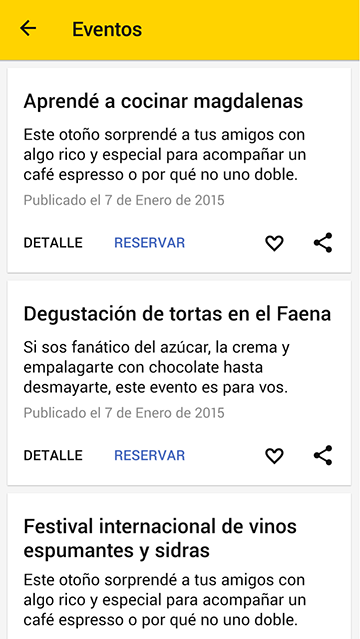 Eventos
Aprendé a cocinar magdalenas
Este otoño sorprendé a tus amigos con
algo rico y especial para acompañar un
café espresso o por qué no uno doble.
Publicado el 7 de Enero de 2015
DETALLE RESERVAR
Degustación de tortas en el Faena
Si sos fanático del azúcar, la crema y
empalagarte con chocolate hasta
desmayarte, este evento es para vos.
Publicado el 7 de Enero de 2015
DETALLE RESERVAR
Festival internacional de vinos
espumantes y sidras
Este otoño sorprendé a tus amigos con
algo rico y especial para acompañar un
café espresso o por qué no uno doble.